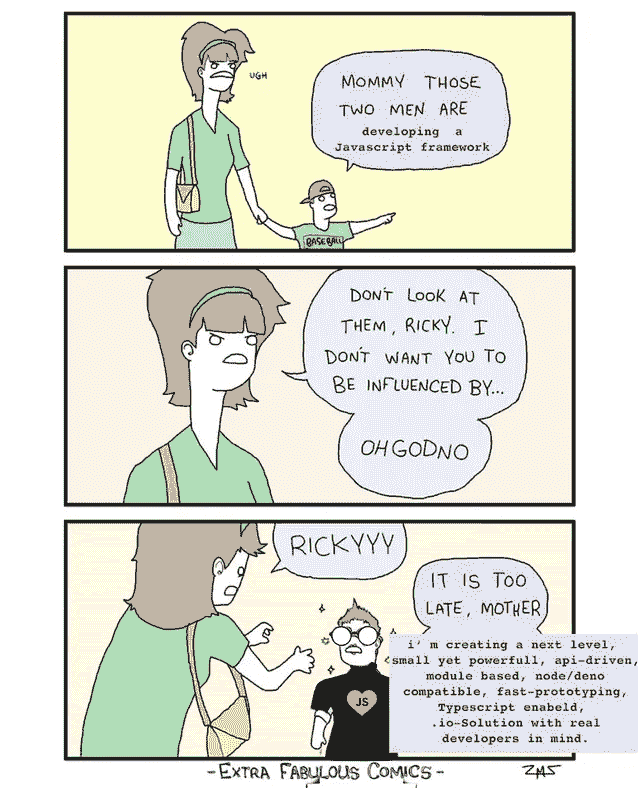 UGH
MOMMY THOSE
TWO MEN ARE
developing a
Javascript framework
BASEBALL
DON'T LOOK AT
THEM, RICKY. I
DON'T WANT YOU TO
BE INFLUENCED BY...
OHGODNO
RICKYYY
IT IS TOO
LATE, MOTHER
i' m creating a next level,
small yet powerfull, api-driven,
module based, node/deno
compatible, fast-prototyping,
Typescript enabeld,
.io-Solution with real
developers in mind.
JS
-EXTRA FABULOUS COMICS-
ZMS